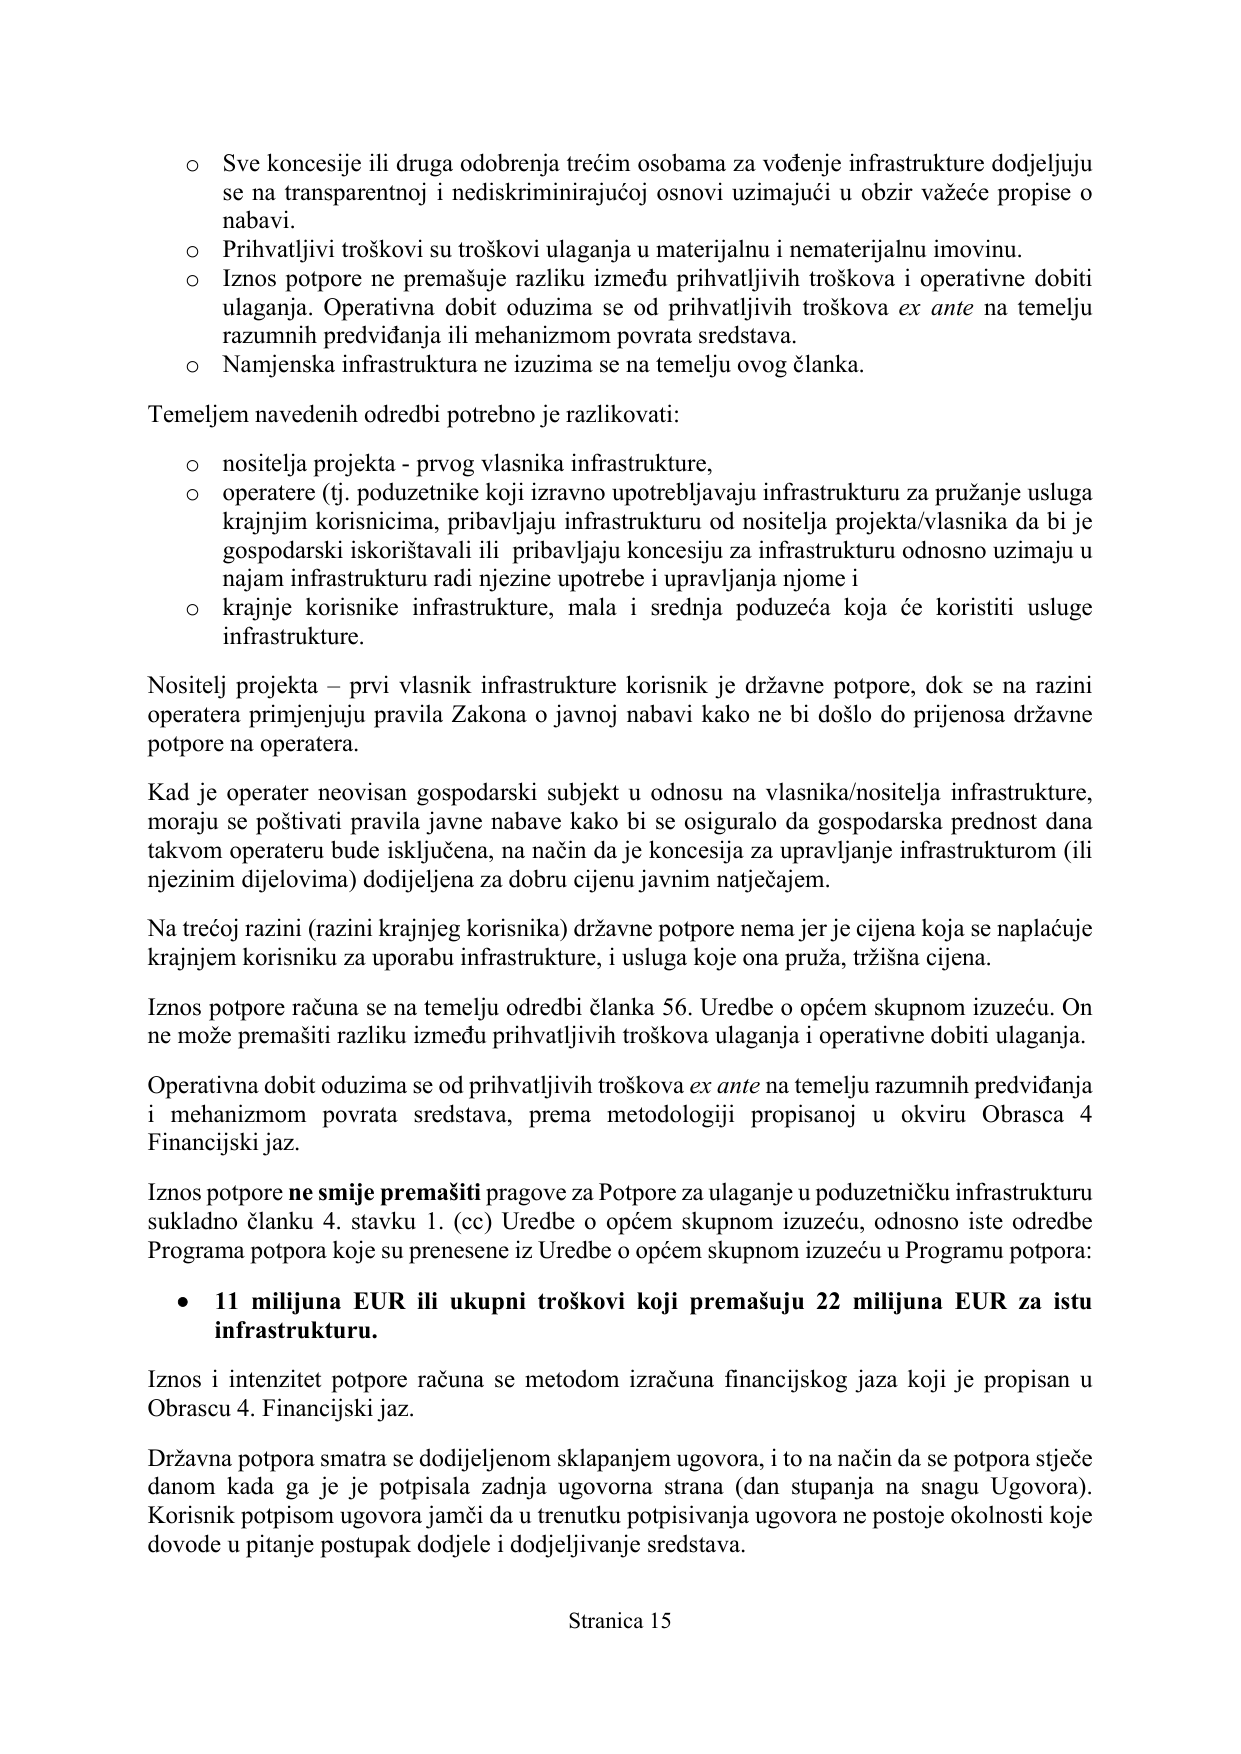 o Sve koncesije ili druga odobrenja trećim osobama za vođenje infrastrukture dodjeljuju
se na transparentnoj i nediskriminirajućoj osnovi uzimajući u obzir važeće propise o
nabavi.
o Prihvatljivi troškovi su troškovi ulaganja u materijalnu i nematerijalnu imovinu.
o Iznos potpore ne premašuje razliku između prihvatljivih troškova i operativne dobiti
ulaganja. Operativna dobit oduzima se od prihvatljivih troškova ex ante na temelju
razumnih predviđanja ili mehanizmom povrata sredstava.
o Namjenska infrastruktura ne izuzima se na temelju ovog članka.
Temeljem navedenih odredbi potrebno je razlikovati:
o nositelja projekta - prvog vlasnika infrastrukture,
o operatere (tj. poduzetnike koji izravno upotrebljavaju infrastrukturu za pružanje usluga
krajnjim korisnicima, pribavljaju infrastrukturu od nositelja projekta/vlasnika da bi je
gospodarski iskorištavali ili pribavljaju koncesiju za infrastrukturu odnosno uzimaju u
najam infrastrukturu radi njezine upotrebe i upravljanja njome i
o krajnje korisnike infrastrukture, mala i srednja poduzeća koja će koristiti usluge
infrastrukture.
Nositelj projekta – prvi vlasnik infrastrukture korisnik je državne potpore, dok se na razini
operatera primjenjuju pravila Zakona o javnoj nabavi kako ne bi došlo do prijenosa državne
potpore na operatera.
Kad je operater neovisan gospodarski subjekt u odnosu na vlasnika/nositelja infrastrukture,
moraju se poštivati pravila javne nabave kako bi se osiguralo da gospodarska prednost dana
takvom operateru bude isključena, na način da je koncesija za upravljanje infrastrukturom (ili
njezinim dijelovima) dodijeljena za dobru cijenu javnim natječajem.
Na trećoj razini (razini krajnjeg korisnika) državne potpore nema jer je cijena koja se naplaćuje
krajnjem korisniku za uporabu infrastrukture, i usluga koje ona pruža, tržišna cijena.
Iznos potpore računa se na temelju odredbi članka 56. Uredbe o općem skupnom izuzeću. On
ne može premašiti razliku između prihvatljivih troškova ulaganja i operativne dobiti ulaganja.
Operativna dobit oduzima se od prihvatljivih troškova ex ante na temelju razumnih predviđanja
i mehanizmom povrata sredstava, prema metodologiji propisanoj u okviru Obrasca 4
Financijski jaz.
Iznos potpore ne smije premašiti pragove za Potpore za ulaganje u poduzetničku infrastrukturu
sukladno članku 4. stavku 1. (cc) Uredbe o općem skupnom izuzeću, odnosno iste odredbe
Programa potpora koje su prenesene iz Uredbe o općem skupnom izuzeću u Programu potpora:
● 11 milijuna EUR ili ukupni troškovi koji premašuju 22 milijuna EUR za istu
infrastrukturu.
Iznos i intenzitet potpore računa se metodom izračuna financijskog jaza koji je propisan u
Obrascu 4. Financijski jaz.
Državna potpora smatra se dodijeljenom sklapanjem ugovora, i to na način da se potpora stječe
danom kada ga je je potpisala zadnja ugovorna strana (dan stupanja na snagu Ugovora).
Korisnik potpisom ugovora jamči da u trenutku potpisivanja ugovora ne postoje okolnosti koje
dovode u pitanje postupak dodjele i dodjeljivanje sredstava.
Stranica 15